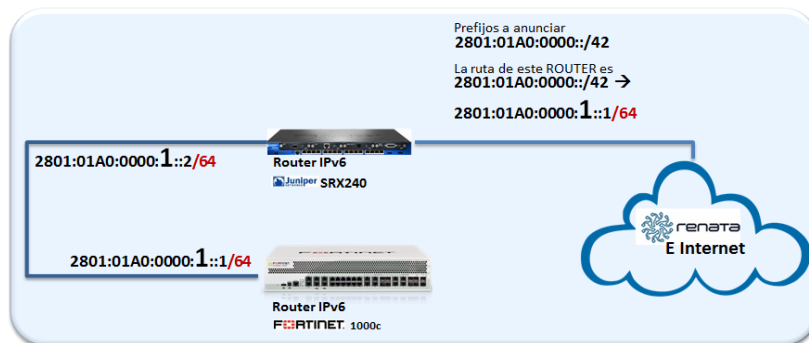 Prefijos a anunciar
2801:01A0:0000::/42
La ruta de este ROUTER es
2801:01A0:0000::/42 →
2801:01A0:0000:1::1/64
2801:01A0:0000:1::2/64
Router IPv6
Juniper SRX240
renata
E Internet
2801:01A0:0000:1::1/64
FORTINET
Router IPv6
FORTINET 1000c